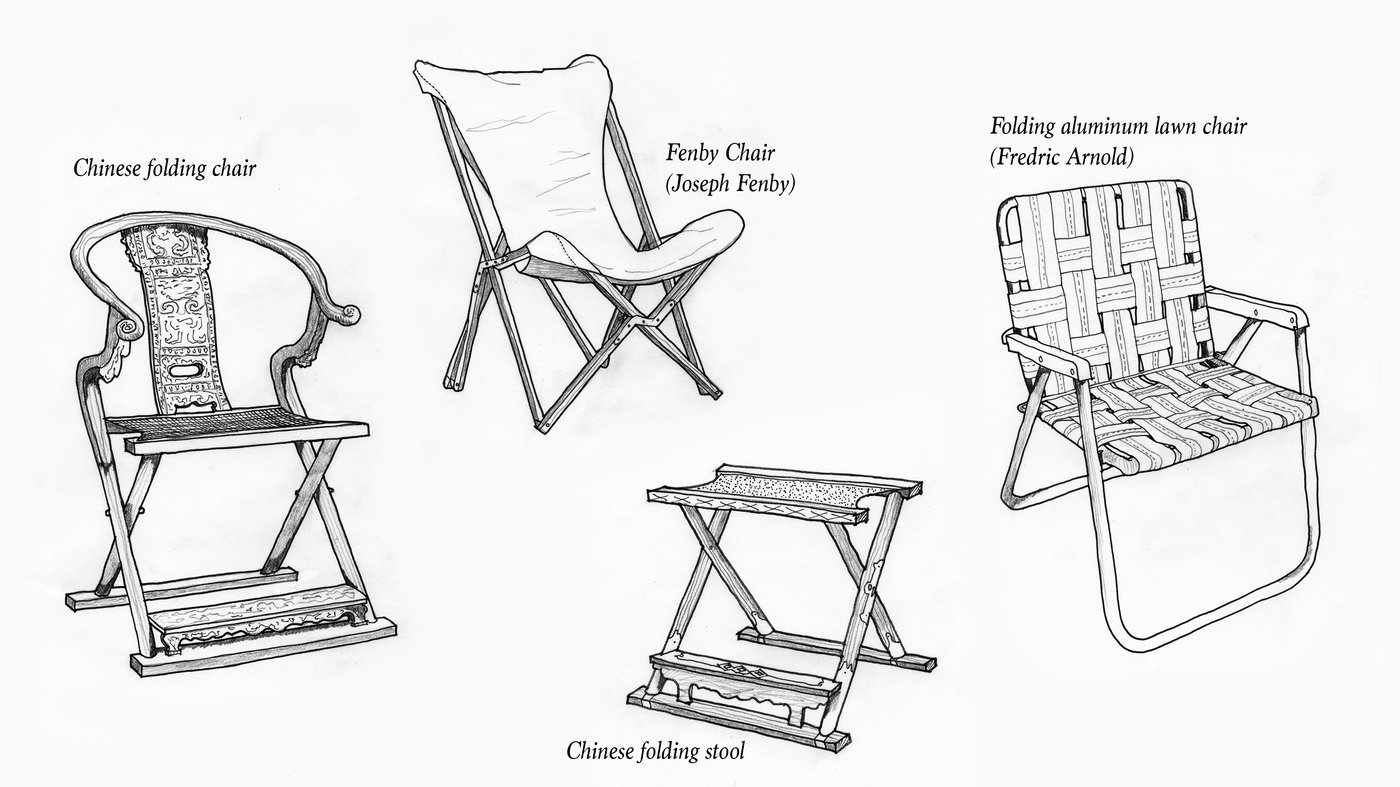 Chinese folding chair
Fenby Chair
(Joseph Fenby)
Folding aluminum lawn chair
(Fredric Arnold)
Chinese folding stool